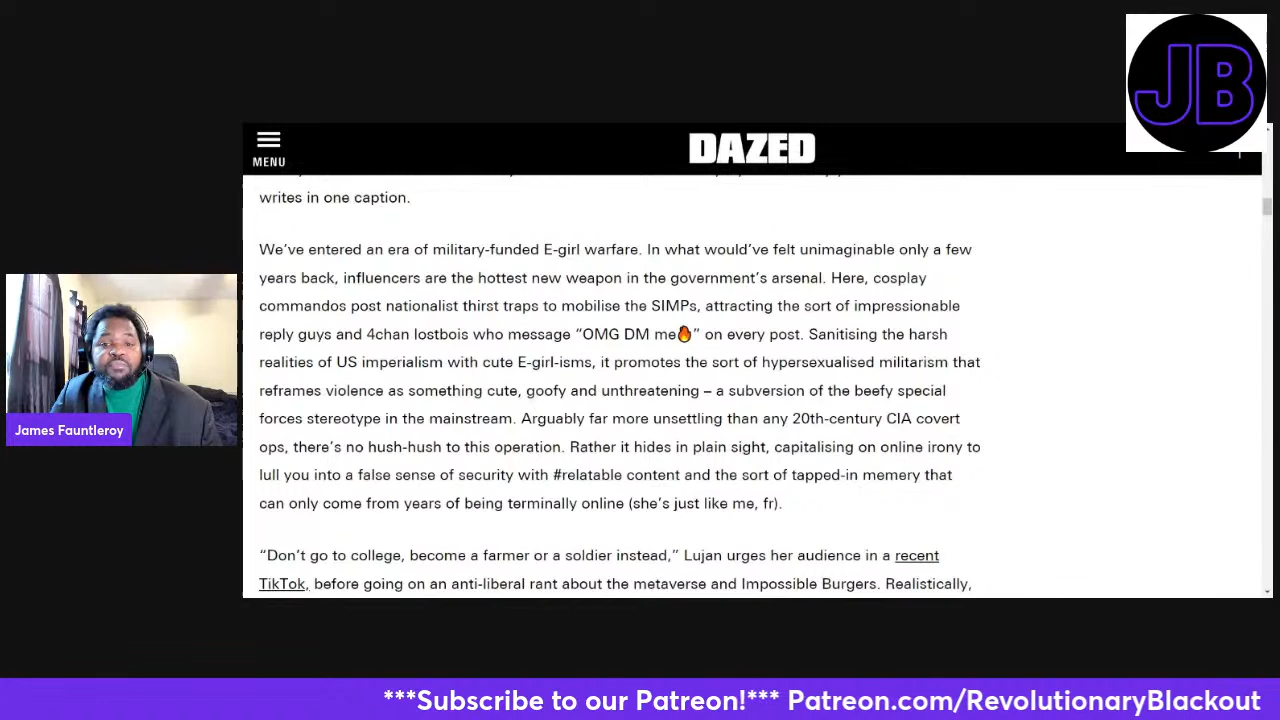 JB
MENU
DAZED
writes in one caption.
We’ve entered an era of military-funded E-girl warfare. In what would’ve felt unimaginable only a few
years back, influencers are the hottest new weapon in the government’s arsenal. Here, cosplay
commandos post nationalist thirst traps to mobilise the SIMPs, attracting the sort of impressionable
reply guys and 4chan lostbois who message “OMG DM me🔥” on every post. Sanitising the harsh
realities of US imperialism with cute E-girl-isms, it promotes the sort of hypersexualised militarism that
reframes violence as something cute, goofy and unthreatening – a subversion of the beefy special
forces stereotype in the mainstream. Arguably far more unsettling than any 20th-century CIA covert
ops, there’s no hush-hush to this operation. Rather it hides in plain sight, capitalising on online irony to
lull you into a false sense of security with #relatable content and the sort of tapped-in memery that
can only come from years of being terminally online (she’s just like me, fr).
“Don’t go to college, become a farmer or a soldier instead,” Lujan urges her audience in a recent
TikTok, before going on an anti-liberal rant about the metaverse and Impossible Burgers. Realistically,
James Fauntleroy
***Subscribe to our Patreon!*** Patreon.com/RevolutionaryBlackout